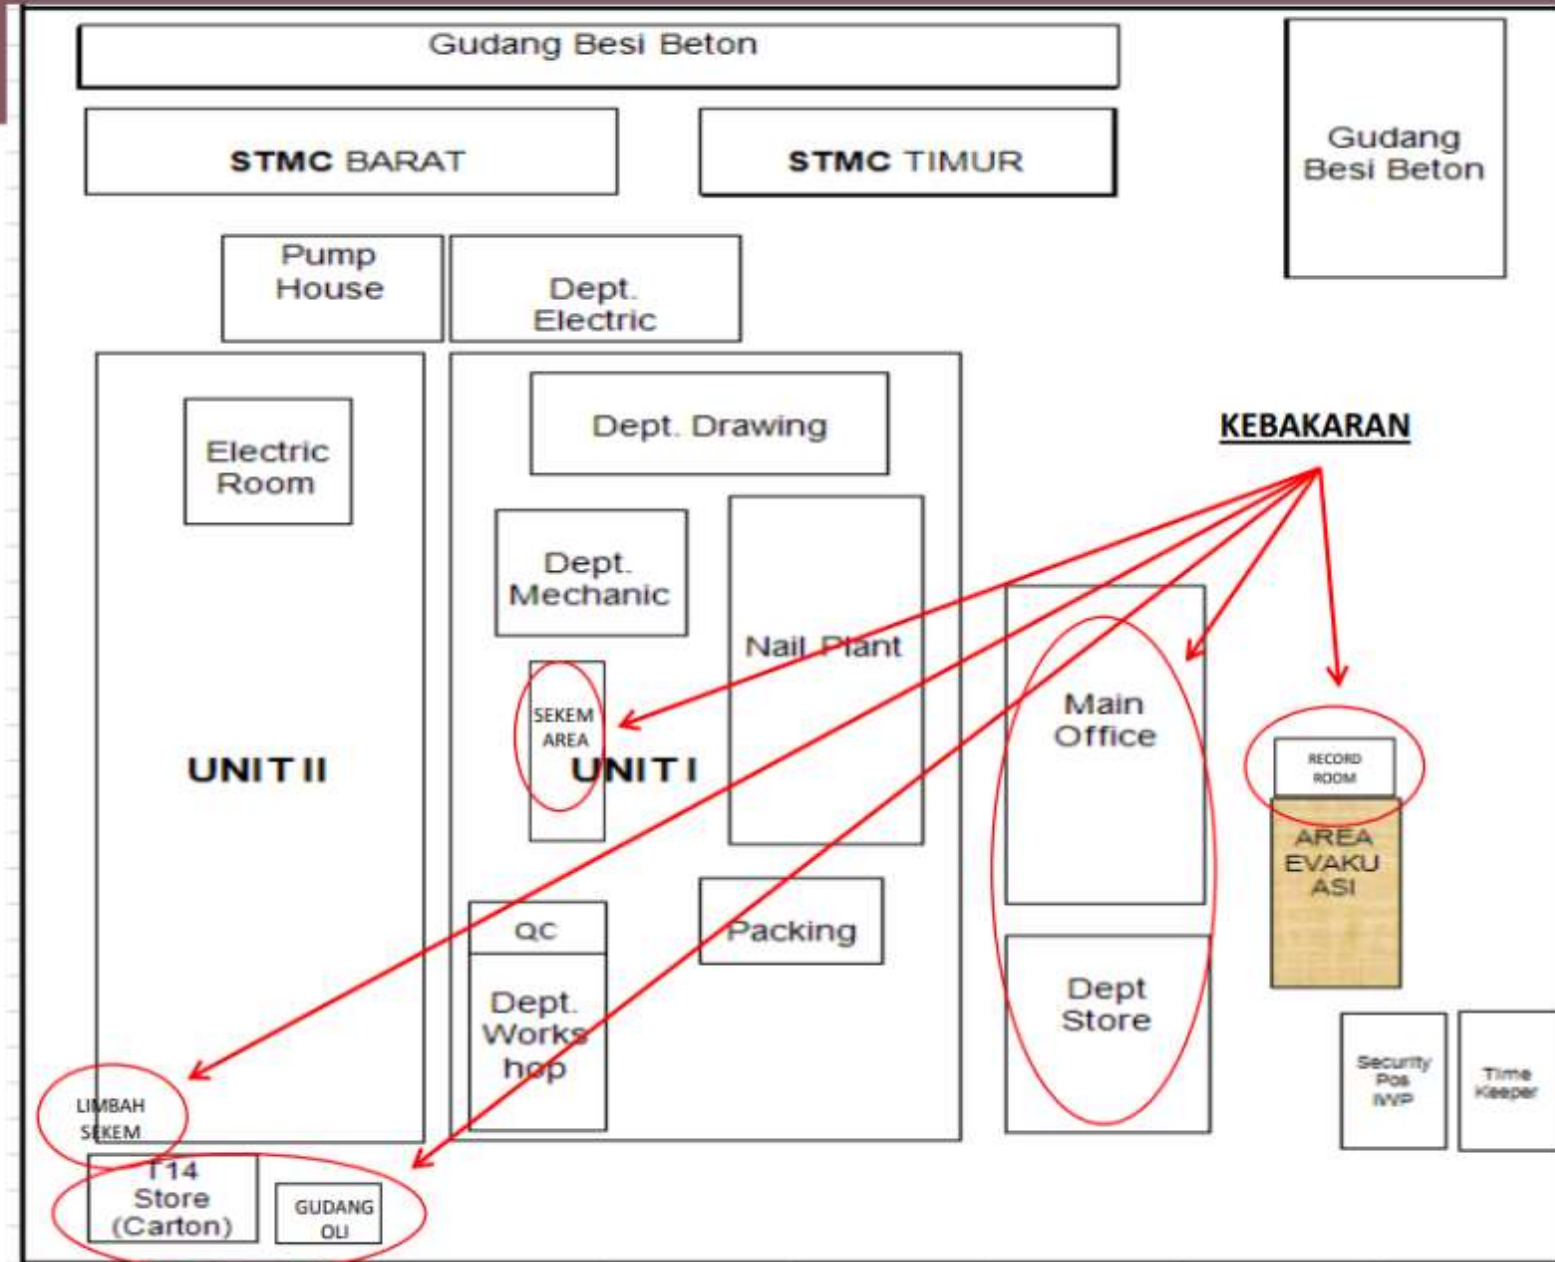 Gudang Besi Beton
STMC BARAT
STMC TIMUR
Gudang
Besi Beton
Pump
House
Dept.
Electric
Electric
Room
Dept. Drawing
KEBAKARAN
Dept.
Mechanic
Nail Plant
SEKEM
AREA
UNIT II
UNIT I
Main
Office
RECORD
ROOM
AREA
EVAKU
ASI
QC
Packing
Dept.
Works
hop
Dept
Store
Security
Pos
IWP
Time
Keeper
LIMBAH
SEKEM
T14
Store
(Carton)
GUDANG
OLI